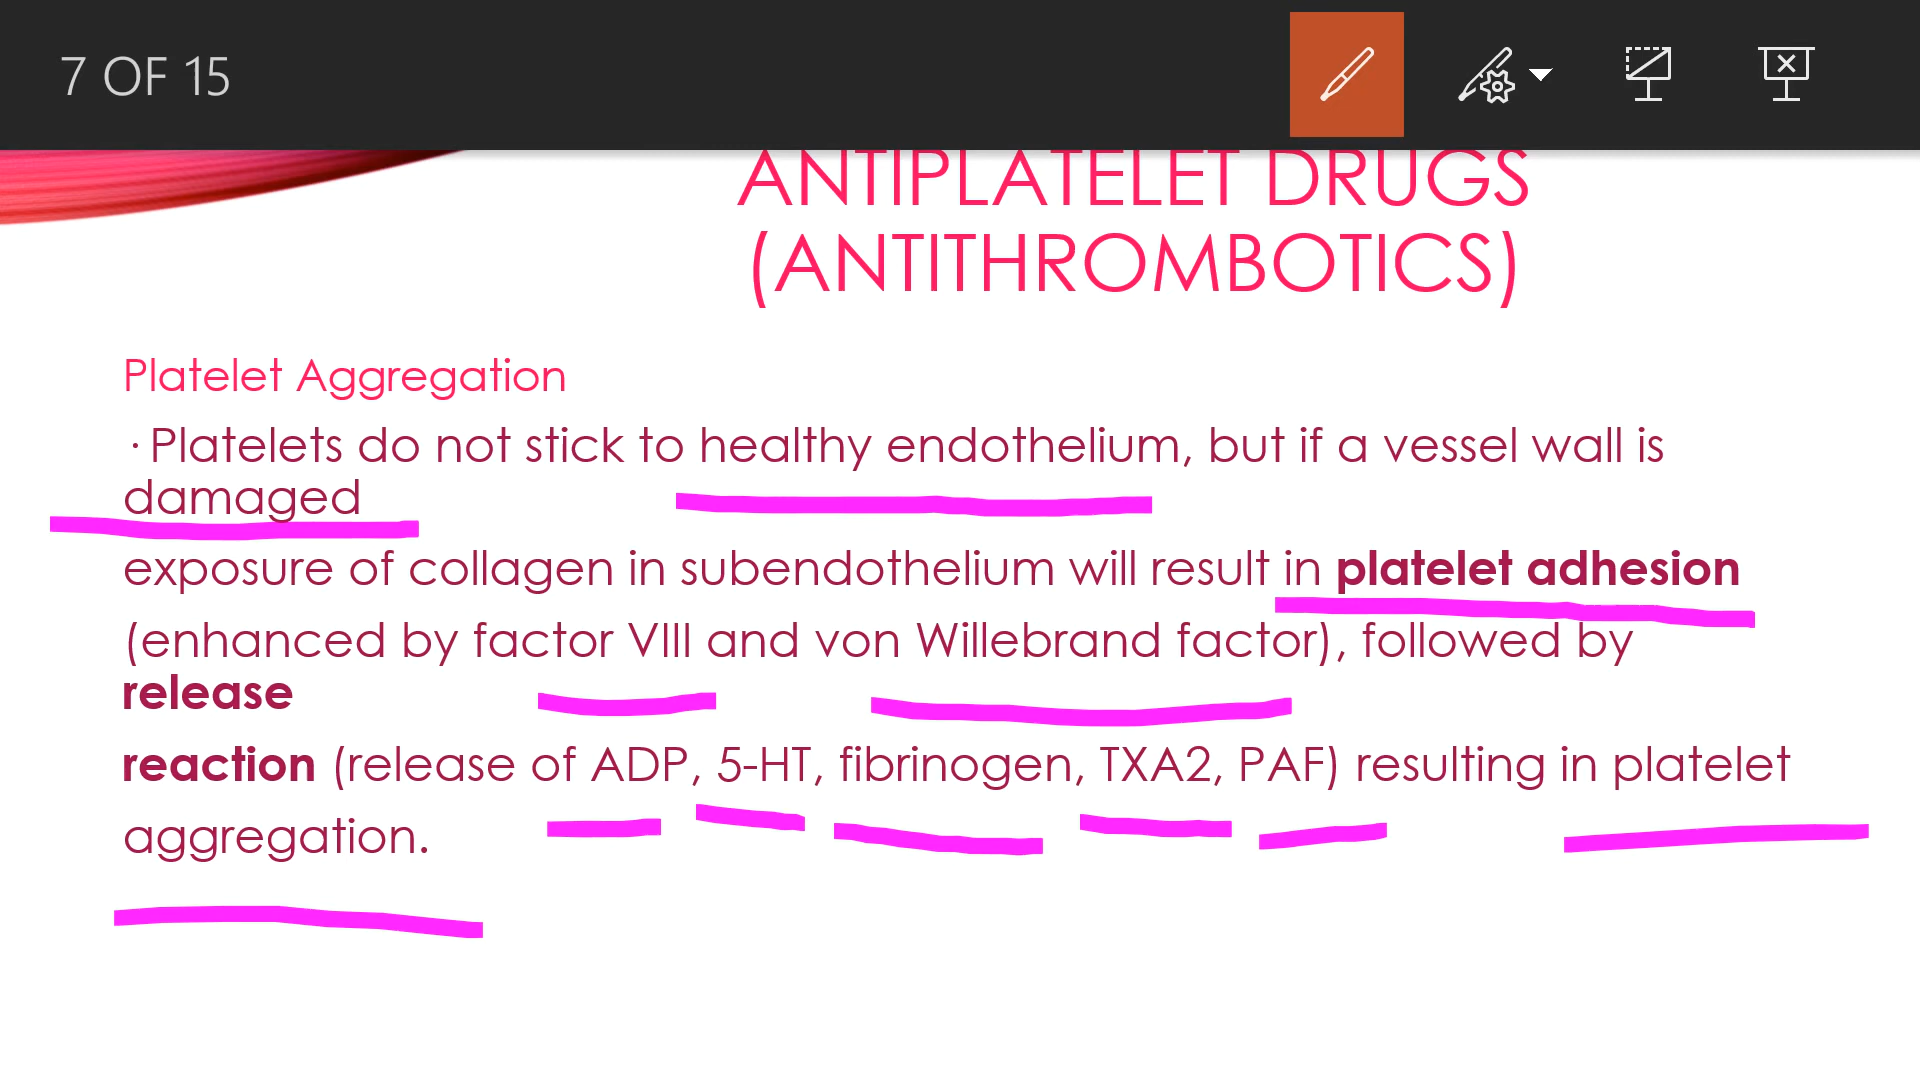 7 OF 15
ANTIPLATELET DRUGS
(ANTITHROMBOTICS)
Platelet Aggregation
· Platelets do not stick to healthy endothelium, but if a vessel wall is
damaged
exposure of collagen in subendothelium will result in platelet adhesion
(enhanced by factor VIII and von Willebrand factor), followed by
release
reaction (release of ADP, 5-HT, fibrinogen, TXA2, PAF) resulting in platelet
aggregation.